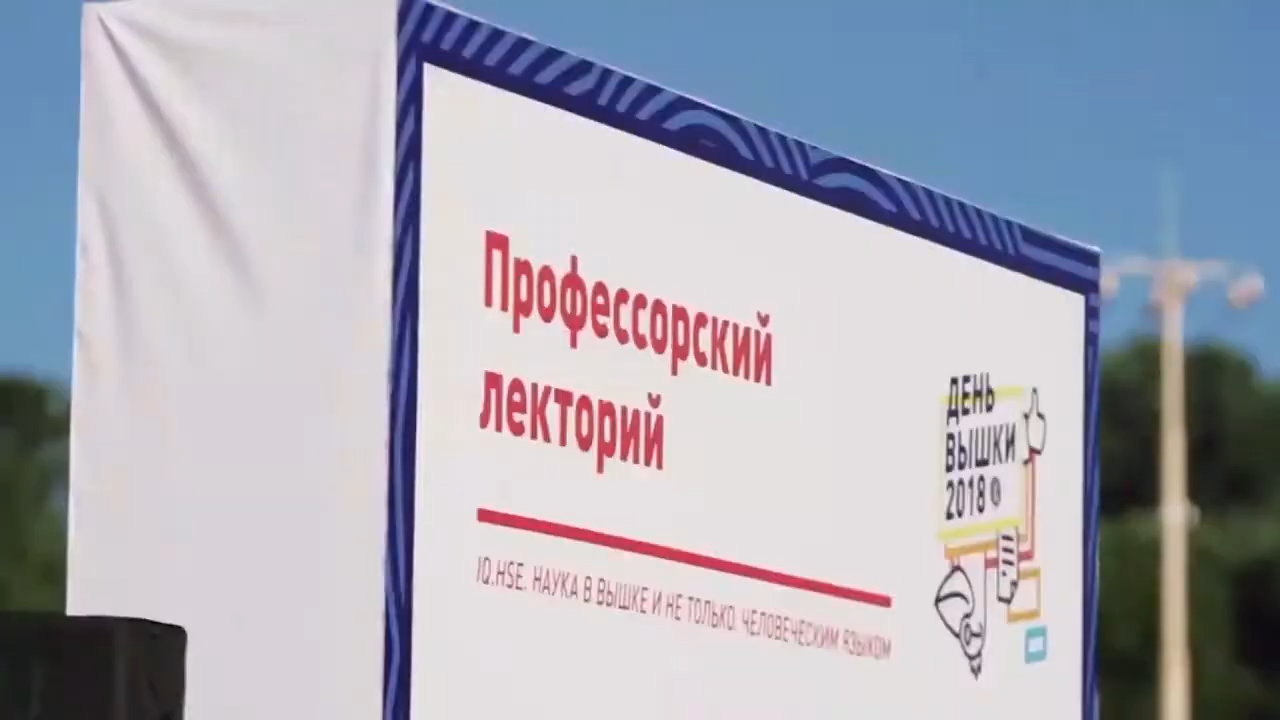 Профессорский
лекторий
IQ.HSE. НАУКА В ВЫШКЕ И НЕ ТОЛЬКО. ЧЕЛОВЕЧЕСКИМ ЯЗЫКОМ
ДЕНЬ
ВЫШКИ
2018